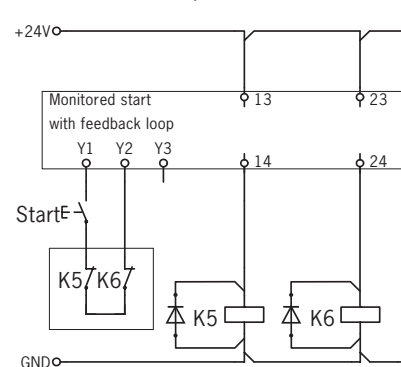 +24V
Monitored start 13 23
with feedback loop
Y1 Y2 Y3
14 24
Start
K5 K6
K5 K6
GND